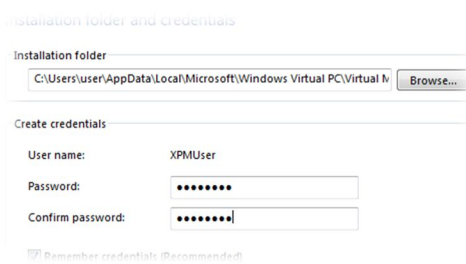 Installation folder and credentials
Installation folder
C:\Users\user\AppData\Local\Microsoft\Windows Virtual PC\Virtual M
Browse...
Create credentials
User name: XPMUser
Password: ••••••••
Confirm password: ••••••••
Remember credentials (Recommended)